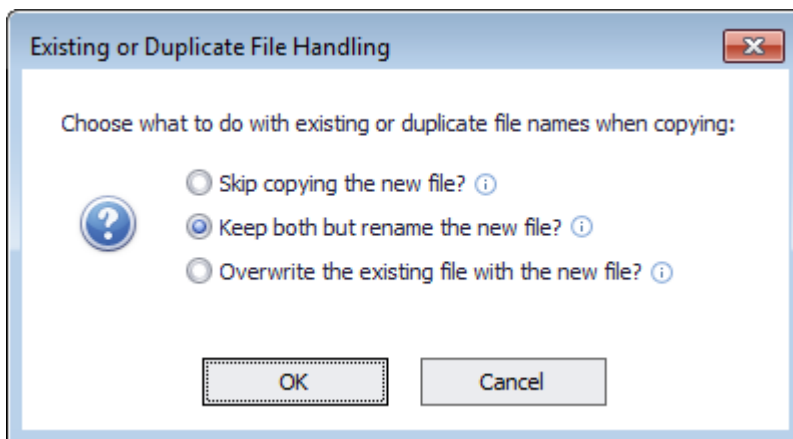 Existing or Duplicate File Handling
Choose what to do with existing or duplicate file names when copying:
Skip copying the new file?
Keep both but rename the new file?
Overwrite the existing file with the new file?
OK
Cancel